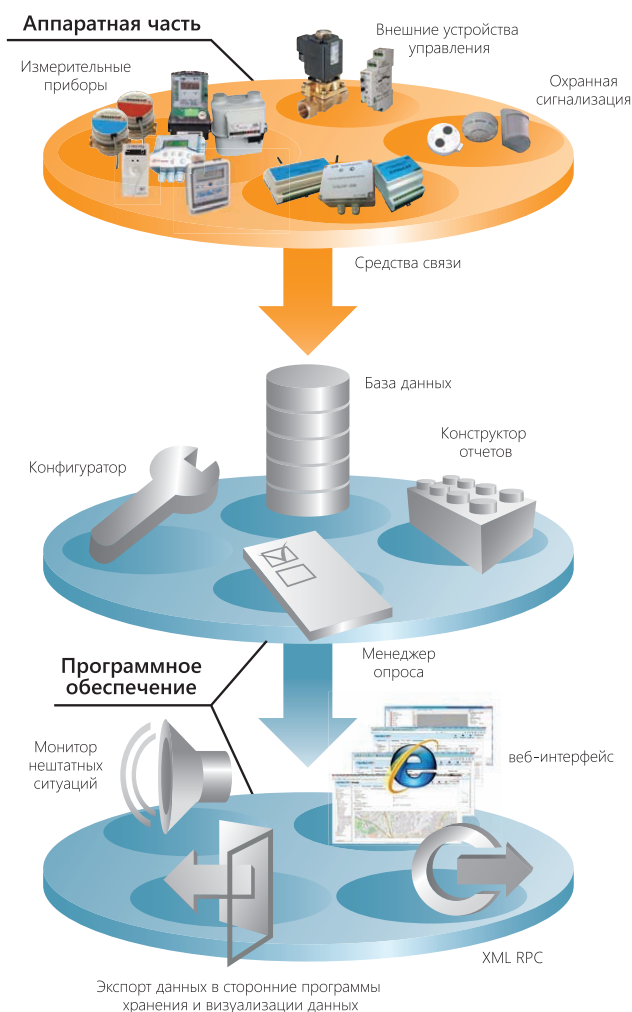 Аппаратная часть
Внешние устройства
управления
Измерительные
приборы
Охранная
сигнализация
Средства связи
База данных
Конструктор
отчетов
Конфигуратор
Менеджер
опроса
Программное
обеспечение
Монитор
нештатных
ситуаций
веб-интерфейс
XML RPC
Экспорт данных в сторонние программы
хранения и визуализации данных